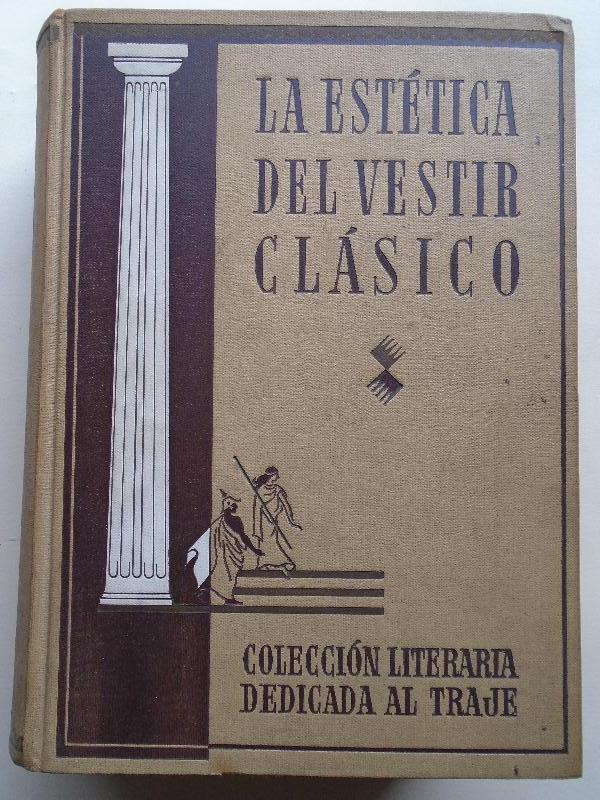 LA ESTÉTICA
DEL VESTIR
CLÁSICO
COLECCIÓN LITERARIA
DEDICADA AL TRAJE